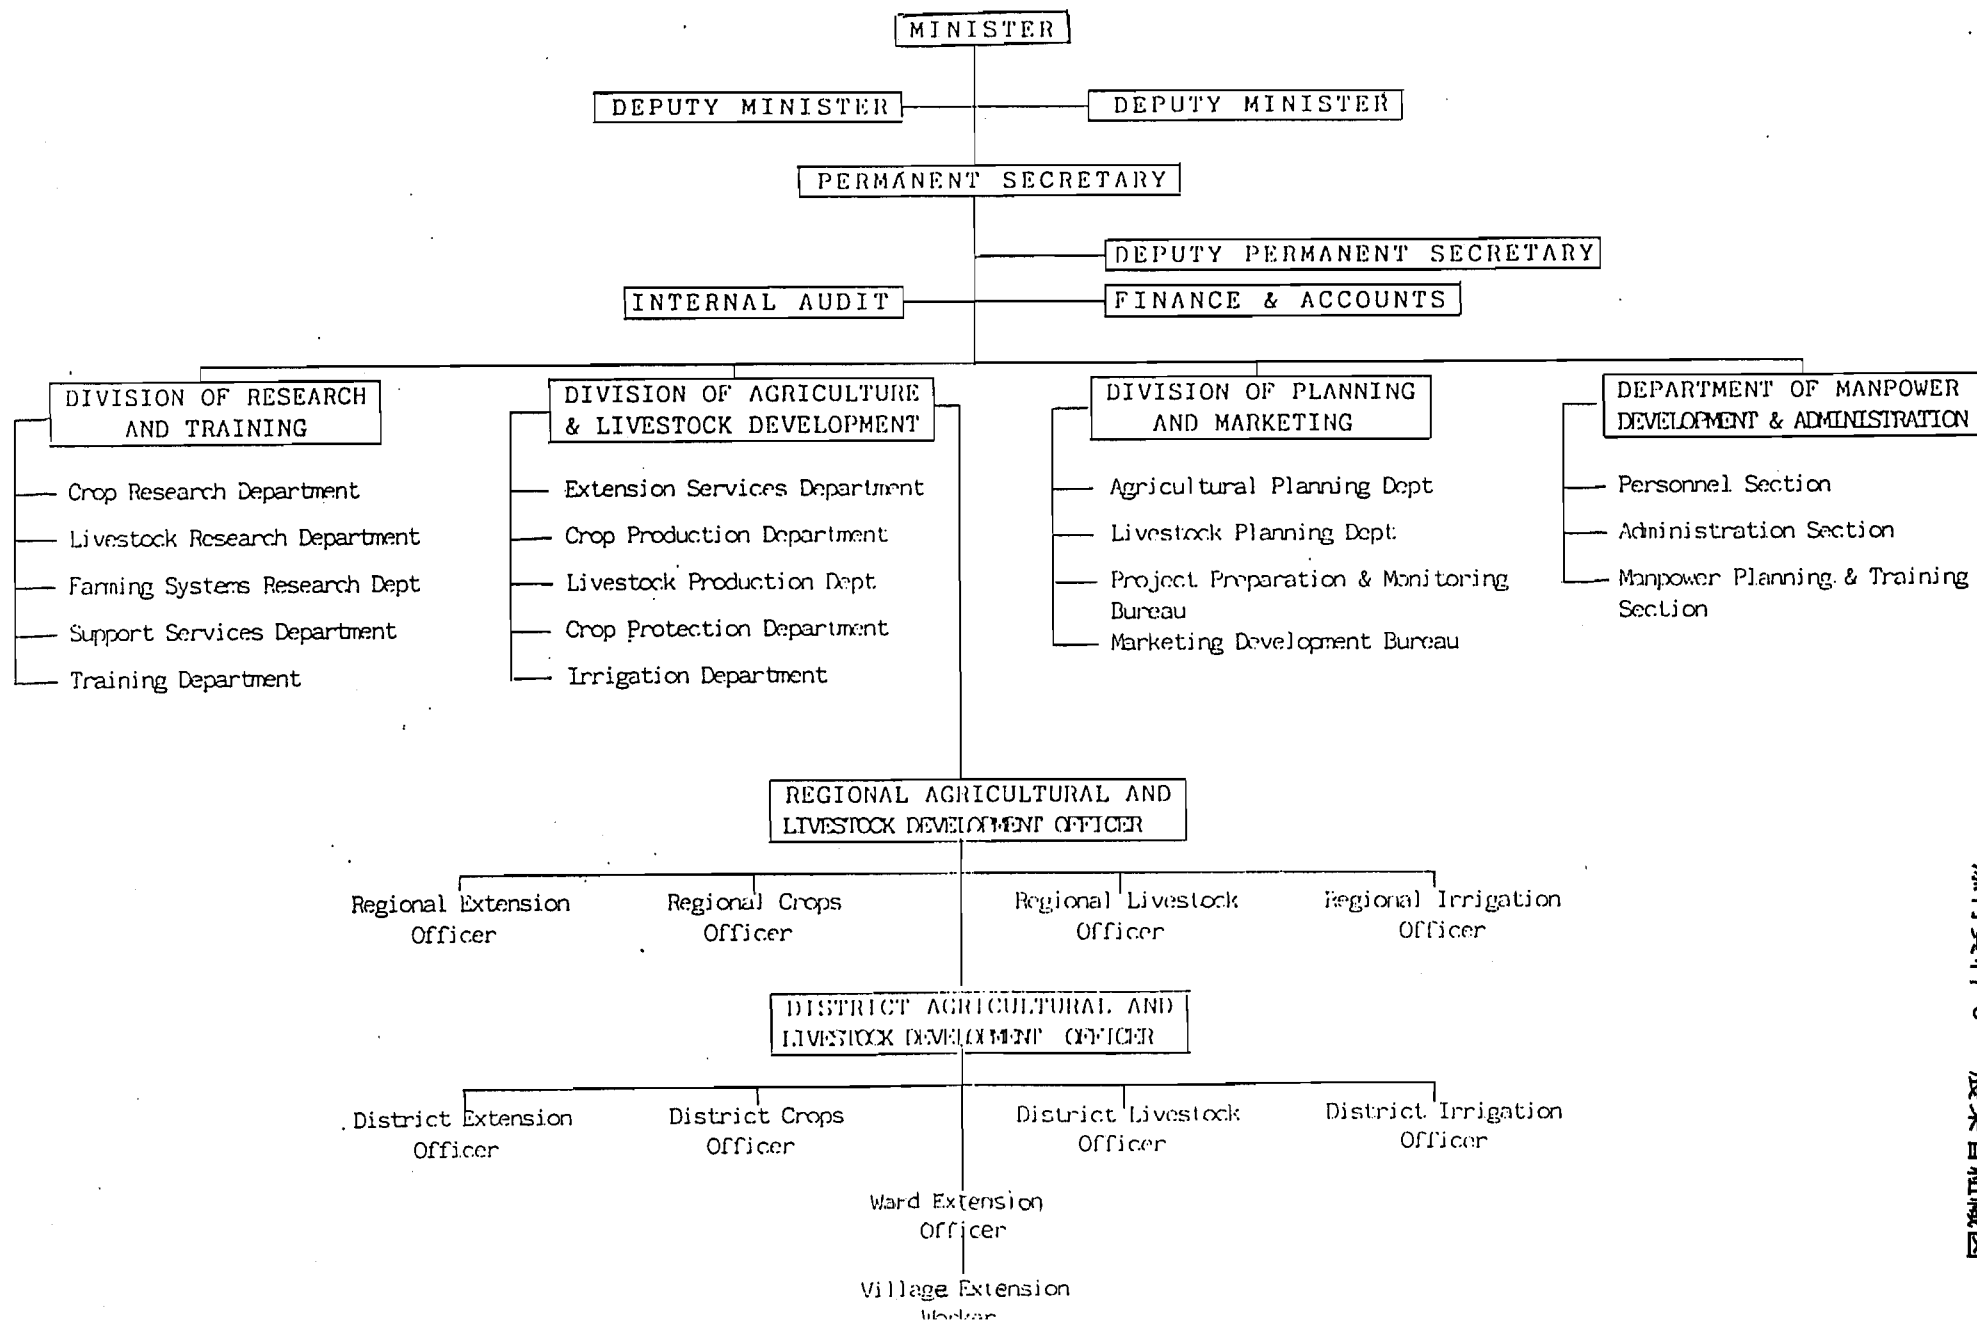 MINISTER
DEPUTY MINISTER
DEPUTY MINISTER
PERMANENT SECRETARY
DEPUTY PERMANENT SECRETARY
INTERNAL AUDIT
FINANCE & ACCOUNTS
DIVISION OF RESEARCH
AND TRAINING
Crop Research Department
Livestock Research Department
Farming Systems Research Dept
Support Services Department
Training Department
DIVISION OF AGRICULTURE
& LIVESTOCK DEVELOPMENT
Extension Services Department
Crop Production Department
Livestock Production Dept.
Crop Protection Department
Irrigation Department
DIVISION OF PLANNING
AND MARKETING
Agricultural Planning Dept
Livestock Planning Dept.
Project Preparation & Monitoring
Bureau
Marketing Development Bureau
DEPARTMENT OF MANPOWER
DEVELOPMENT & ADMINISTRATION
Personnel Section
Administration Section
Manpower Planning & Training
Section
REGIONAL AGRICULTURAL AND
LIVESTOCK DEVELOPMENT OFFICER
Regional Extension
Officer
Regional Crops
Officer
Regional Livestock
Officer
Regional Irrigation
Officer
DISTRICT AGRICULTURAL AND
LIVESTOCK DEVELOPMENT OFFICER
District Extension
Officer
District Crops
Officer
District Livestock
Officer
District Irrigation
Officer
Ward Extension
Officer
Village Extension
Worker